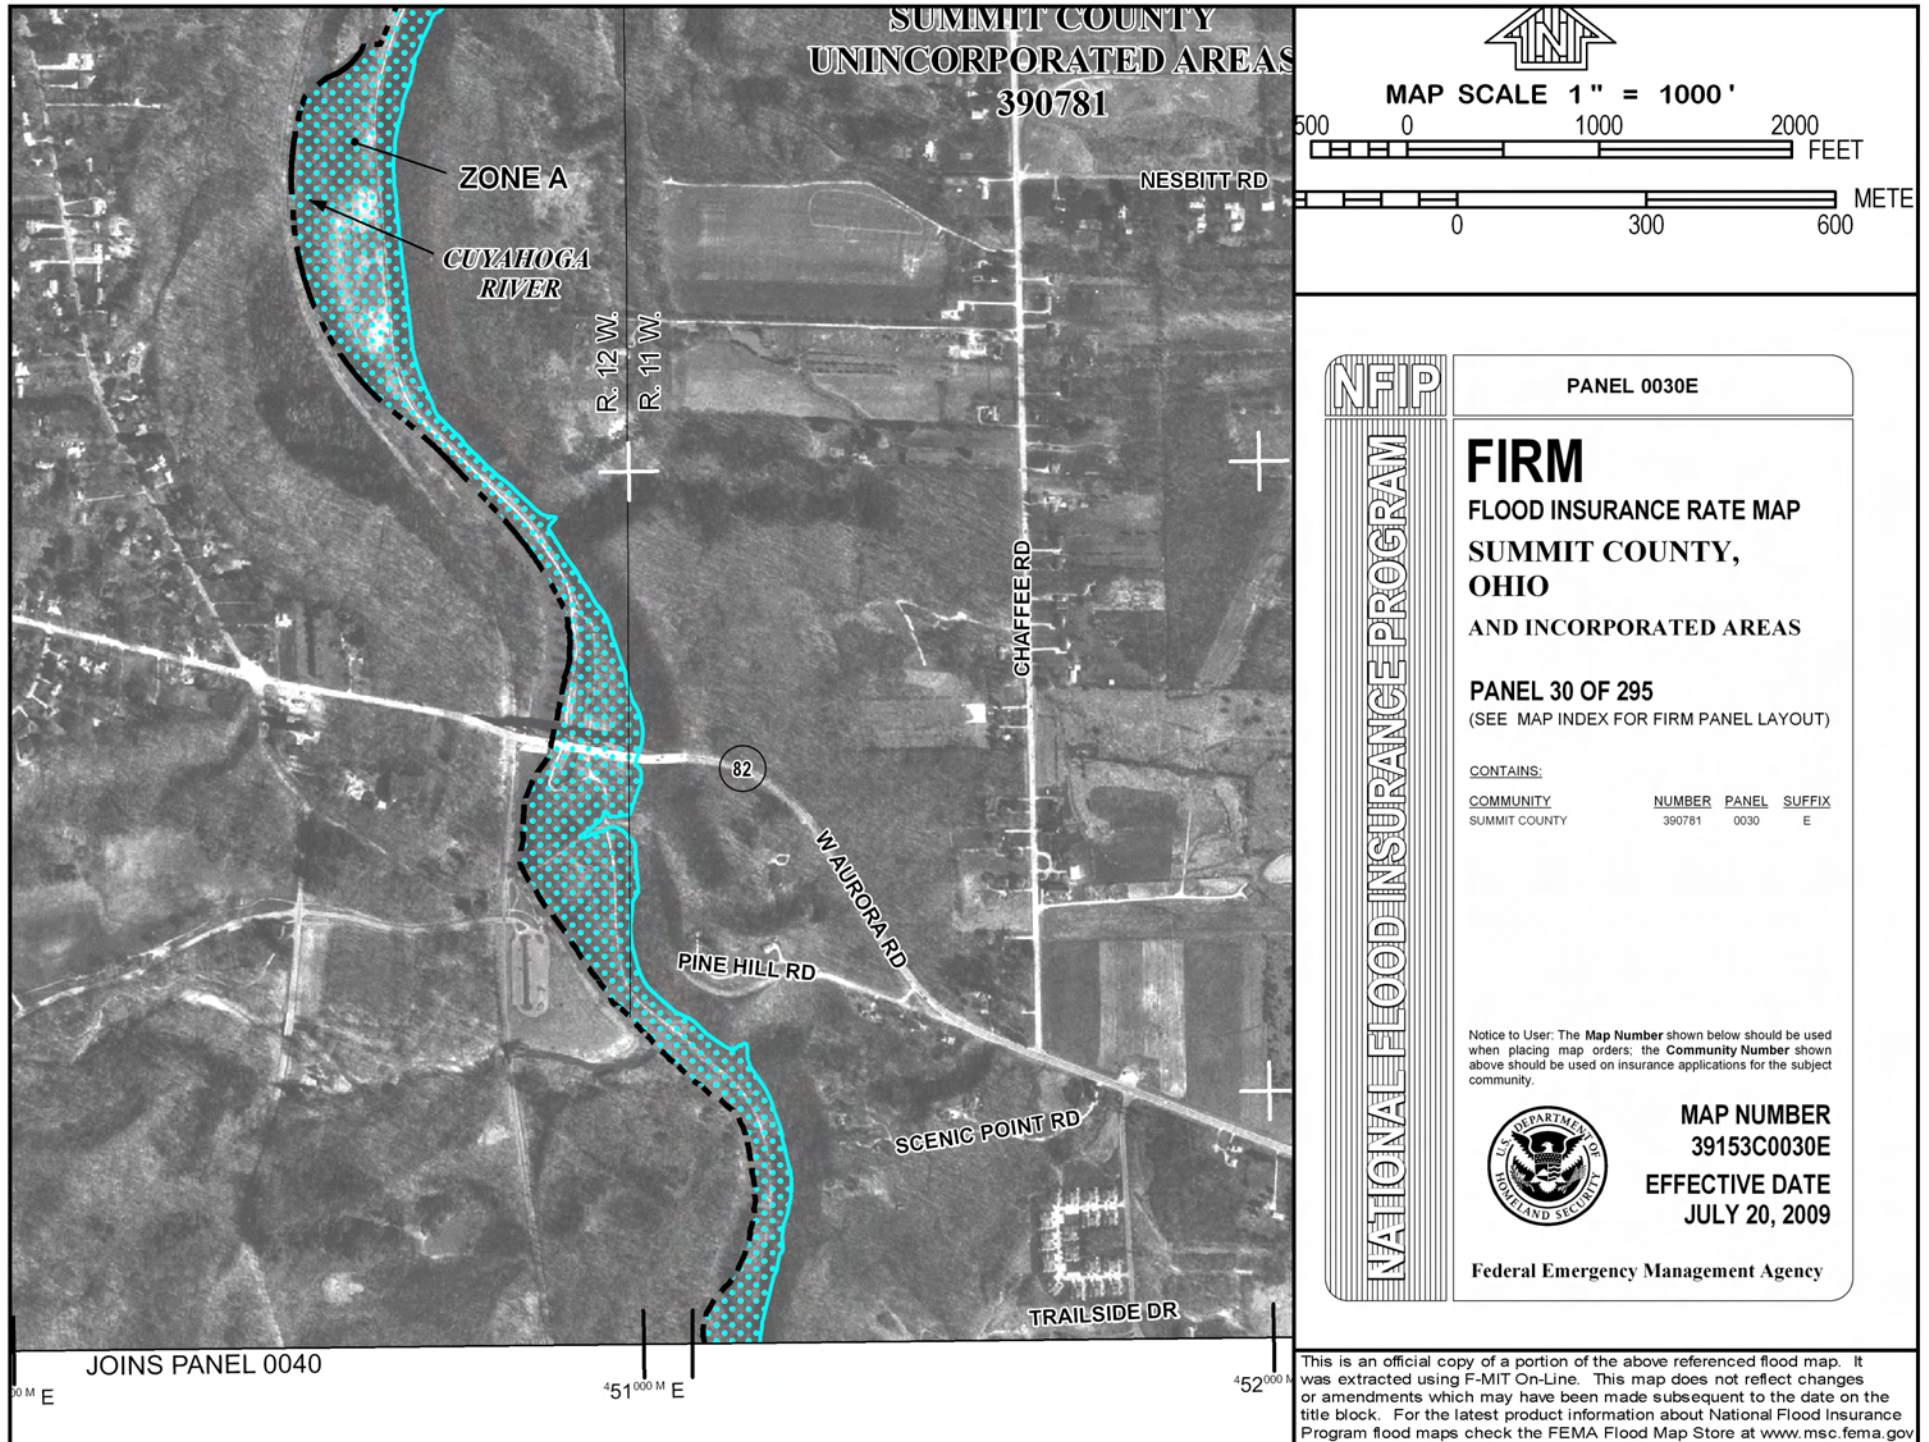 SUMMIT COUNTY
UNINCORPORATED AREAS
390781
ZONE A
CUYAHOGA
RIVER
R. 12 W.
R. 11 W.
NESBITT RD
CHAFFEE RD
82
W AURORA RD
PINE HILL RD
SCENIC POINT RD
TRAILSIDE DR
JOINS PANEL 0040
00 M E
451000 M E
452000 M
N
MAP SCALE 1" = 1000'
500 0 1000 2000
FEET
METE
0 300 600
NFIP
PANEL 0030E
NATIONAL FLOOD INSURANCE PROGRAM
FIRM
FLOOD INSURANCE RATE MAP
SUMMIT COUNTY,
OHIO
AND INCORPORATED AREAS
PANEL 30 OF 295
(SEE MAP INDEX FOR FIRM PANEL LAYOUT)
CONTAINS:
COMMUNITY NUMBER PANEL SUFFIX
SUMMIT COUNTY 390781 0030 E
Notice to User: The Map Number shown below should be used
when placing map orders; the Community Number shown
above should be used on insurance applications for the subject
community.
U.S. DEPARTMENT OF
HOMELAND SECURITY
MAP NUMBER
39153C0030E
EFFECTIVE DATE
JULY 20, 2009
Federal Emergency Management Agency
This is an official copy of a portion of the above referenced flood map. It
was extracted using F-MIT On-Line. This map does not reflect changes
or amendments which may have been made subsequent to the date on the
title block. For the latest product information about National Flood Insurance
Program flood maps check the FEMA Flood Map Store at www.msc.fema.gov